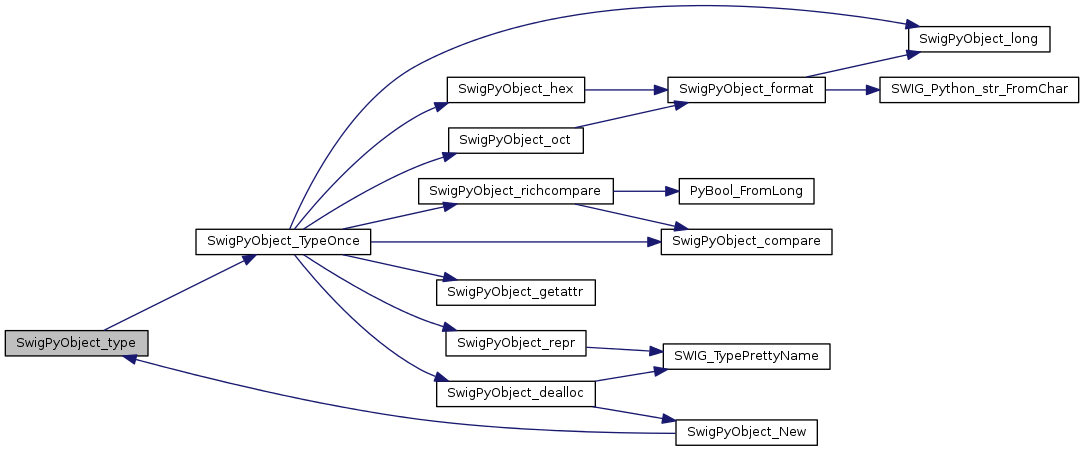 SwigPyObject_long
SwigPyObject_hex
SwigPyObject_format
SWIG_Python_str_FromChar
SwigPyObject_oct
SwigPyObject_richcompare
PyBool_FromLong
SwigPyObject_TypeOnce
SwigPyObject_compare
SwigPyObject_getattr
SwigPyObject_type
SwigPyObject_repr
SWIG_TypePrettyName
SwigPyObject_dealloc
SwigPyObject_New